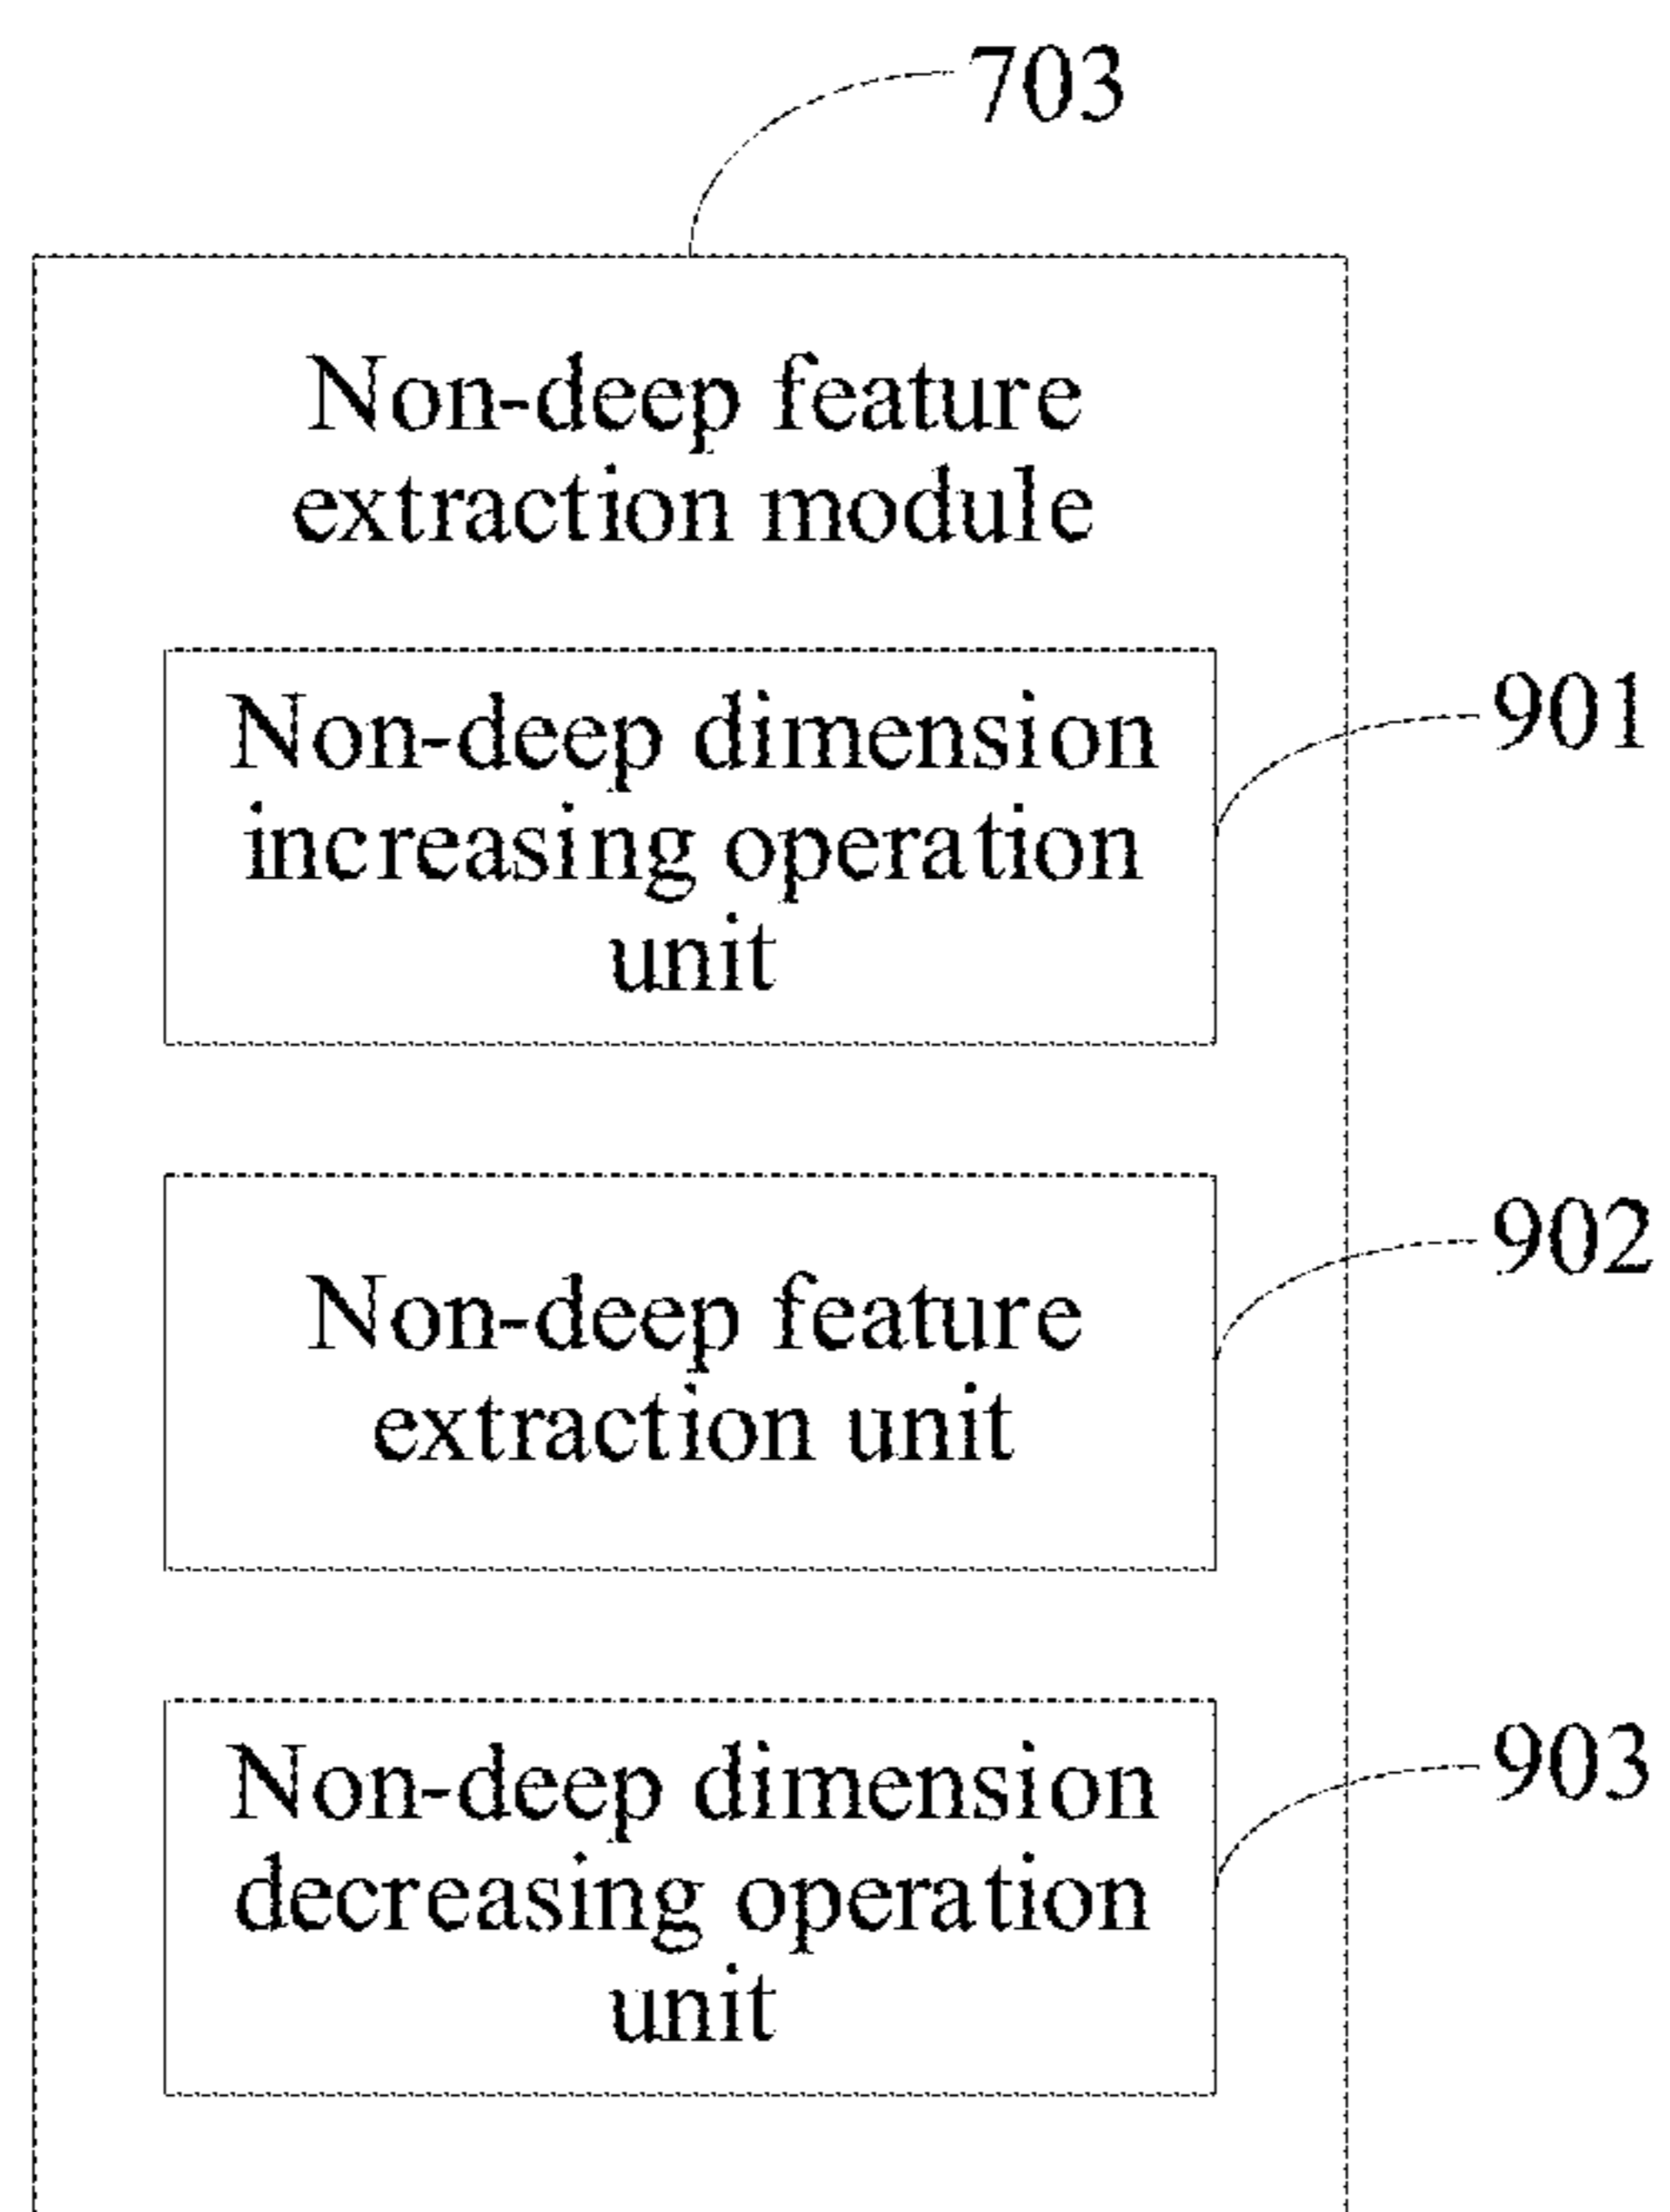 703
Non-deep feature
extraction module
Non-deep dimension
increasing operation
unit
901
Non-deep feature
extraction unit
902
Non-deep dimension
decreasing operation
unit
903